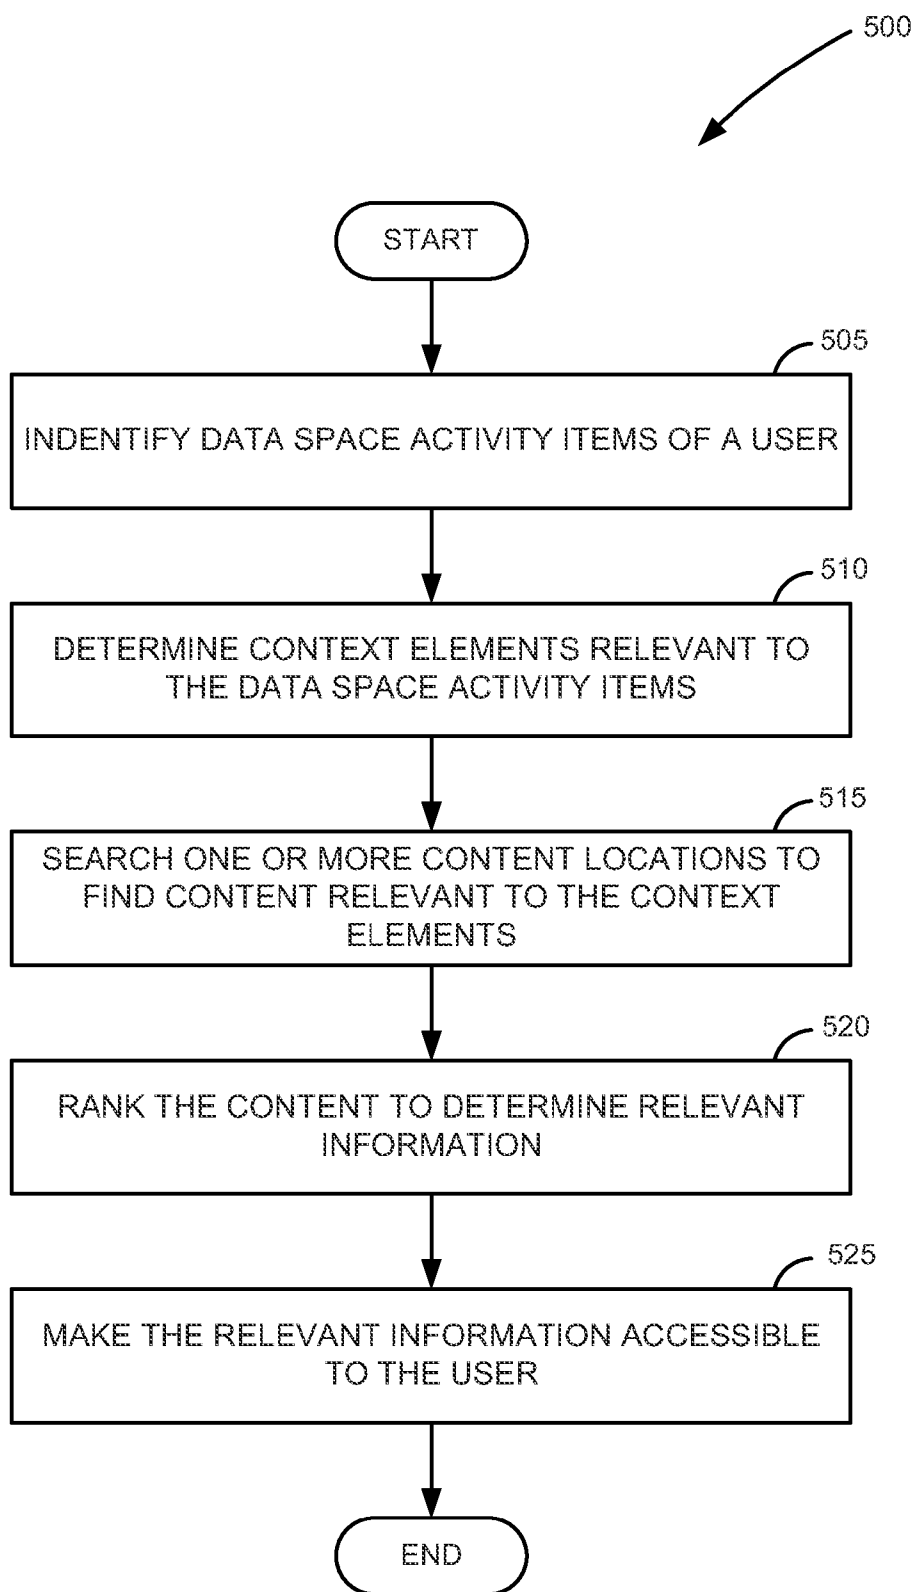 500
START
505
INDENTIFY DATA SPACE ACTIVITY ITEMS OF A USER
510
DETERMINE CONTEXT ELEMENTS RELEVANT TO
THE DATA SPACE ACTIVITY ITEMS
515
SEARCH ONE OR MORE CONTENT LOCATIONS TO
FIND CONTENT RELEVANT TO THE CONTEXT
ELEMENTS
520
RANK THE CONTENT TO DETERMINE RELEVANT
INFORMATION
525
MAKE THE RELEVANT INFORMATION ACCESSIBLE
TO THE USER
END